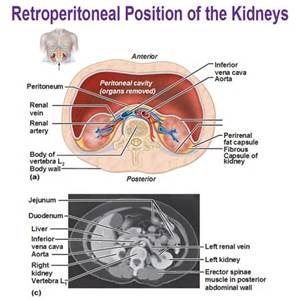 Retroperitoneal Position of the Kidneys
Anterior
Inferior
vena cava
Aorta
Peritoneum
Peritoneal cavity
(organs removed)
Renal
vein
Renal
artery
Perirenal
fat capsule
Fibrous
Capsule of
kidney
Body of
vertebra L₂
Body wall
(a)
Posterior
Jejunum
Duodenum
Liver
Inferior
vena cava
Aorta
Right
kidney
Vertebra L₂
(c)
Left renal vein
Left kidney
Erector spinae
muscle in posterior
abdominal wall